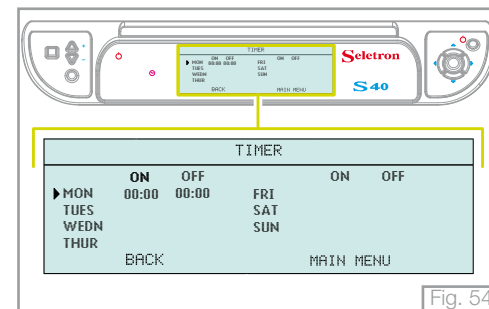 TIMER
ON OFF ON OFF
MON 00:00 00:00 FRI
TUES SAT
WEDN SUN
THUR
BACK MAIN MENU
Seletron
S40
TIMER
ON OFF ON OFF
MON 00:00 00:00 FRI
TUES SAT
WEDN SUN
THUR
BACK MAIN MENU
Fig. 54